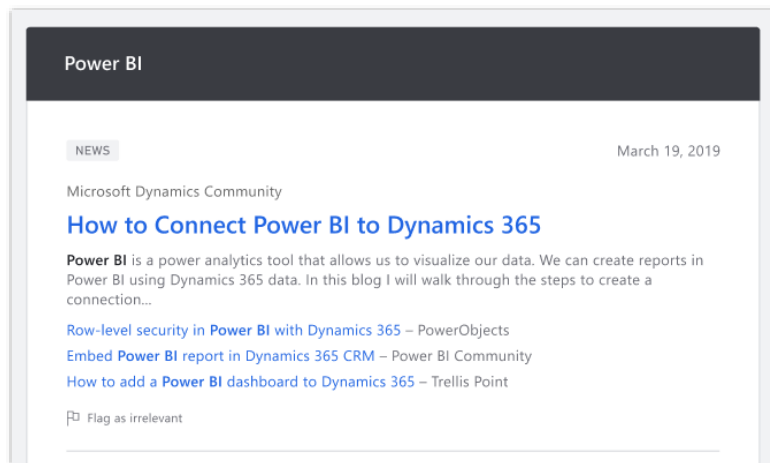 Power BI
NEWS
March 19, 2019
Microsoft Dynamics Community
How to Connect Power BI to Dynamics 365
Power BI is a power analytics tool that allows us to visualize our data. We can create reports in
Power BI using Dynamics 365 data. In this blog I will walk through the steps to create a
connection...
Row-level security in Power BI with Dynamics 365 – PowerObjects
Embed Power BI report in Dynamics 365 CRM – Power BI Community
How to add a Power BI dashboard to Dynamics 365 – Trellis Point
Flag as irrelevant